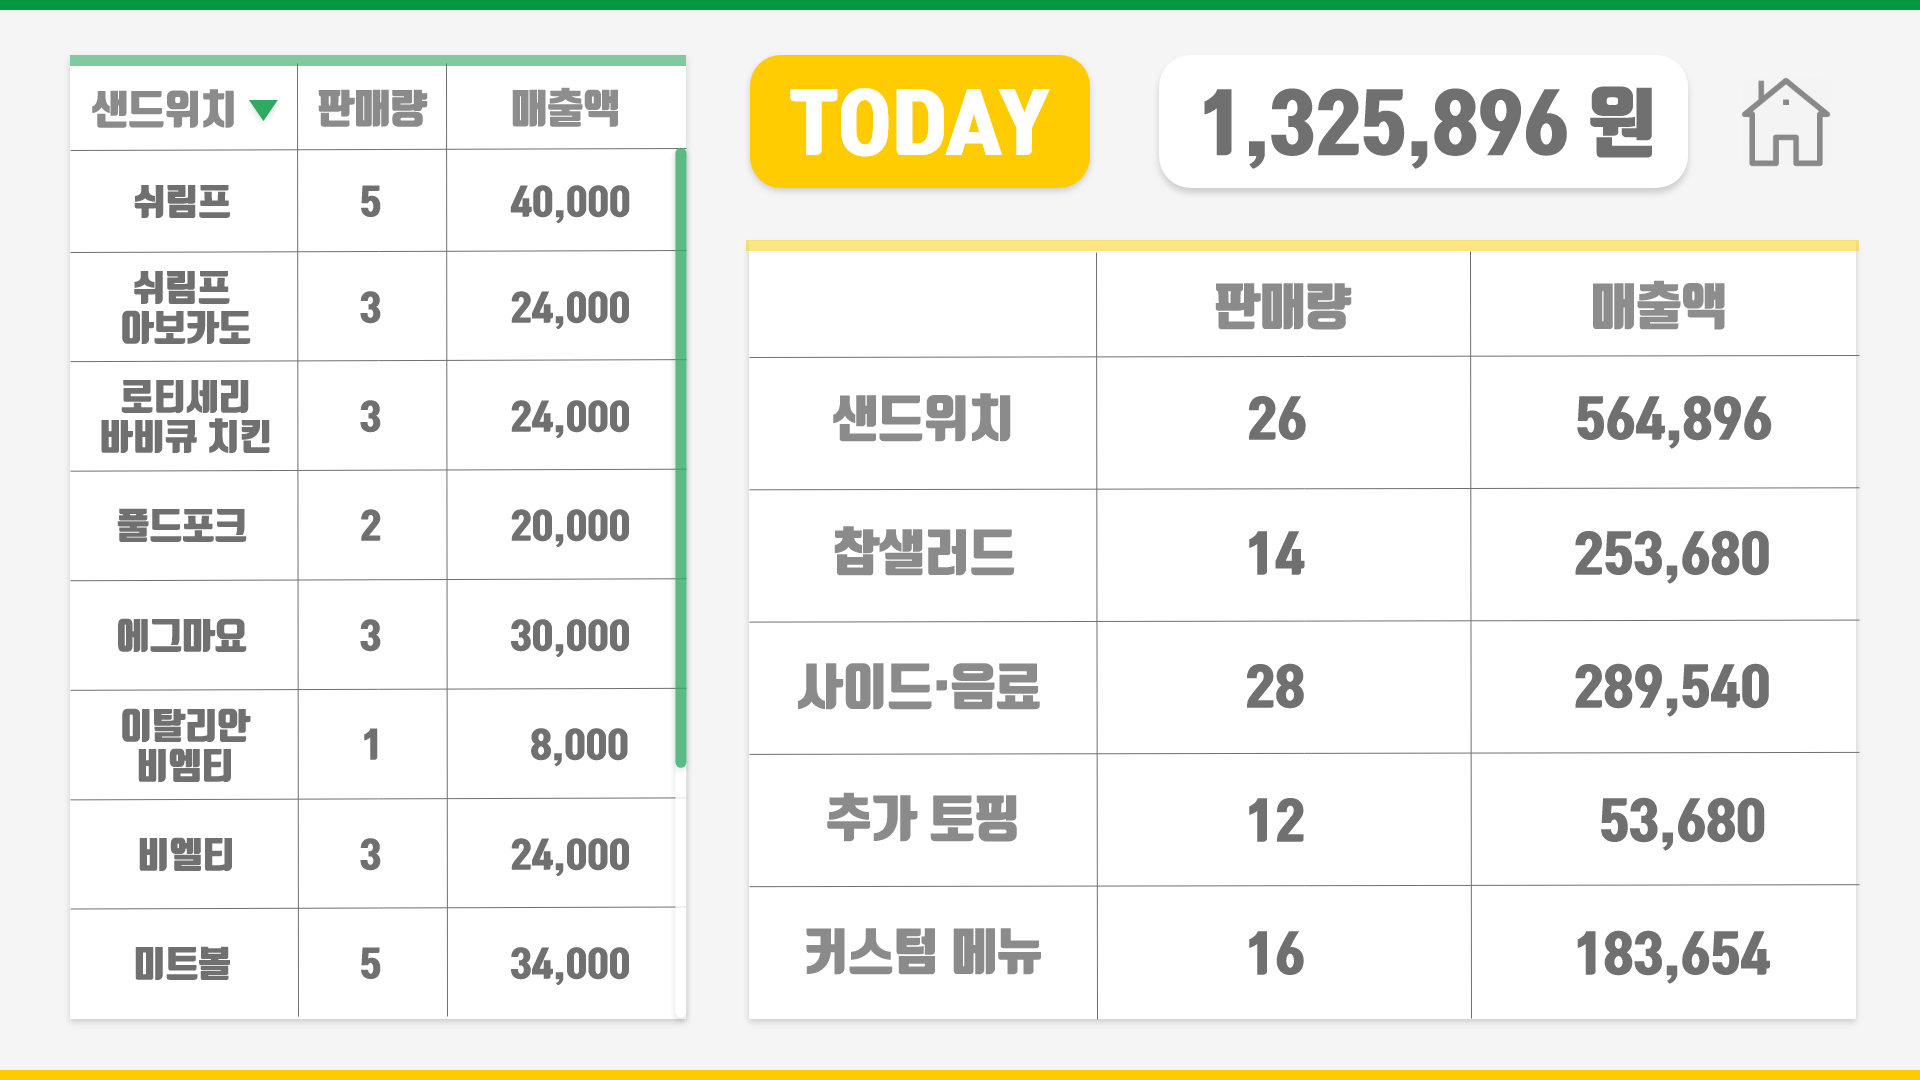 샌드위치 판매량 매출액
쉬림프 5 40,000
쉬림프
아보카도 3 24,000
로티세리
바비큐 치킨 3 24,000
풀드포크 2 20,000
에그마요 3 30,000
이탈리안
비엠티 1 8,000
비엘티 3 24,000
미트볼 5 34,000
TODAY 1,325,896 원
판매량 매출액
샌드위치 26 564,896
찹샐러드 14 253,680
사이드·음료 28 289,540
추가 토핑 12 53,680
커스텀 메뉴 16 183,654